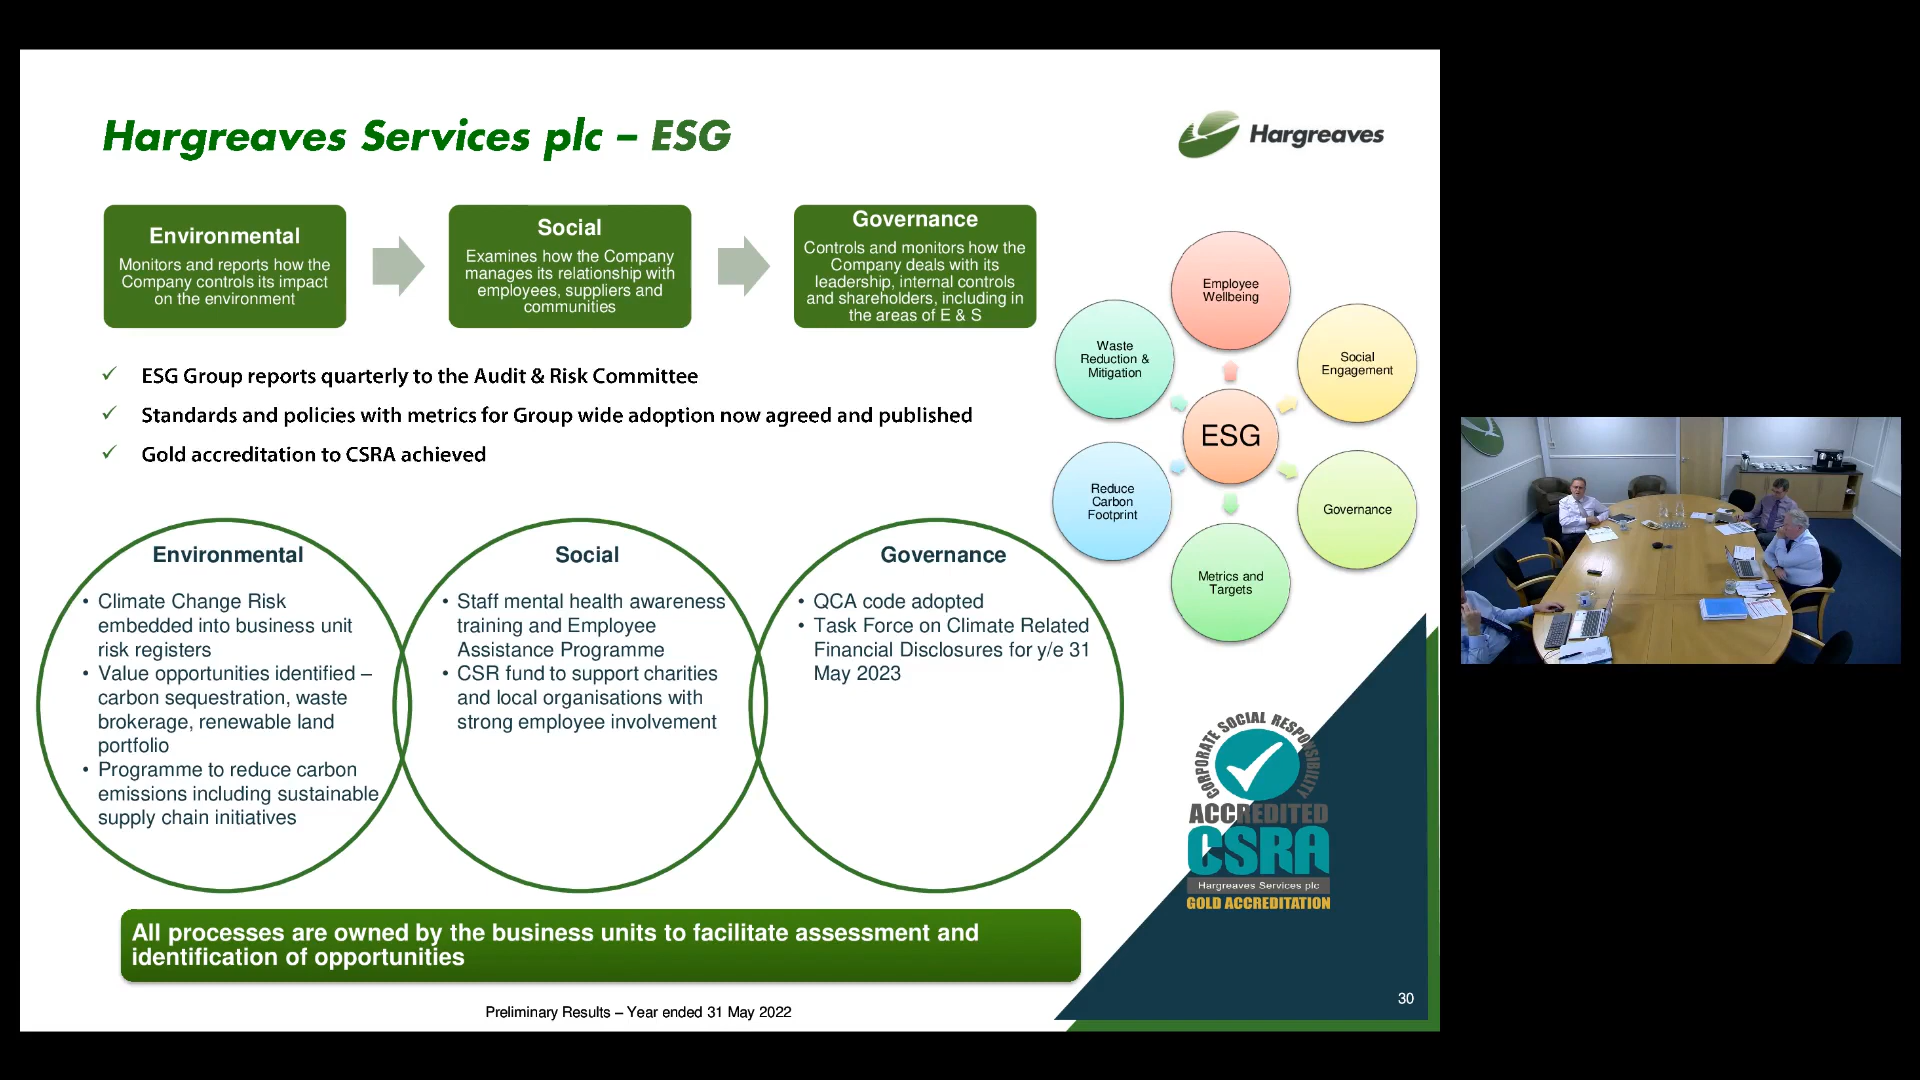 Hargreaves Services plc – ESG
Hargreaves
Environmental
Monitors and reports how the
Company controls its impact
on the environment
Social
Examines how the Company
manages its relationship with
employees, suppliers and
communities
Governance
Controls and monitors how the
Company deals with its
leadership, internal controls
and shareholders, including in
the areas of E & S
✓ ESG Group reports quarterly to the Audit & Risk Committee
✓ Standards and policies with metrics for Group wide adoption now agreed and published
✓ Gold accreditation to CSRA achieved
Employee
Wellbeing
Social
Engagement
Governance
Metrics and
Targets
Reduce
Carbon
Footprint
Waste
Reduction &
Mitigation
ESG
Environmental
• Climate Change Risk
embedded into business unit
risk registers
• Value opportunities identified –
carbon sequestration, waste
brokerage, renewable land
portfolio
• Programme to reduce carbon
emissions including sustainable
supply chain initiatives
Social
• Staff mental health awareness
training and Employee
Assistance Programme
• CSR fund to support charities
and local organisations with
strong employee involvement
Governance
• QCA code adopted
• Task Force on Climate Related
Financial Disclosures for y/e 31
May 2023
CORPORATE SOCIAL RESPONSIBILITY
ACCREDITED
CSRA
Hargreaves Services plc
GOLD ACCREDITATION
All processes are owned by the business units to facilitate assessment and
identification of opportunities
Preliminary Results – Year ended 31 May 2022
30